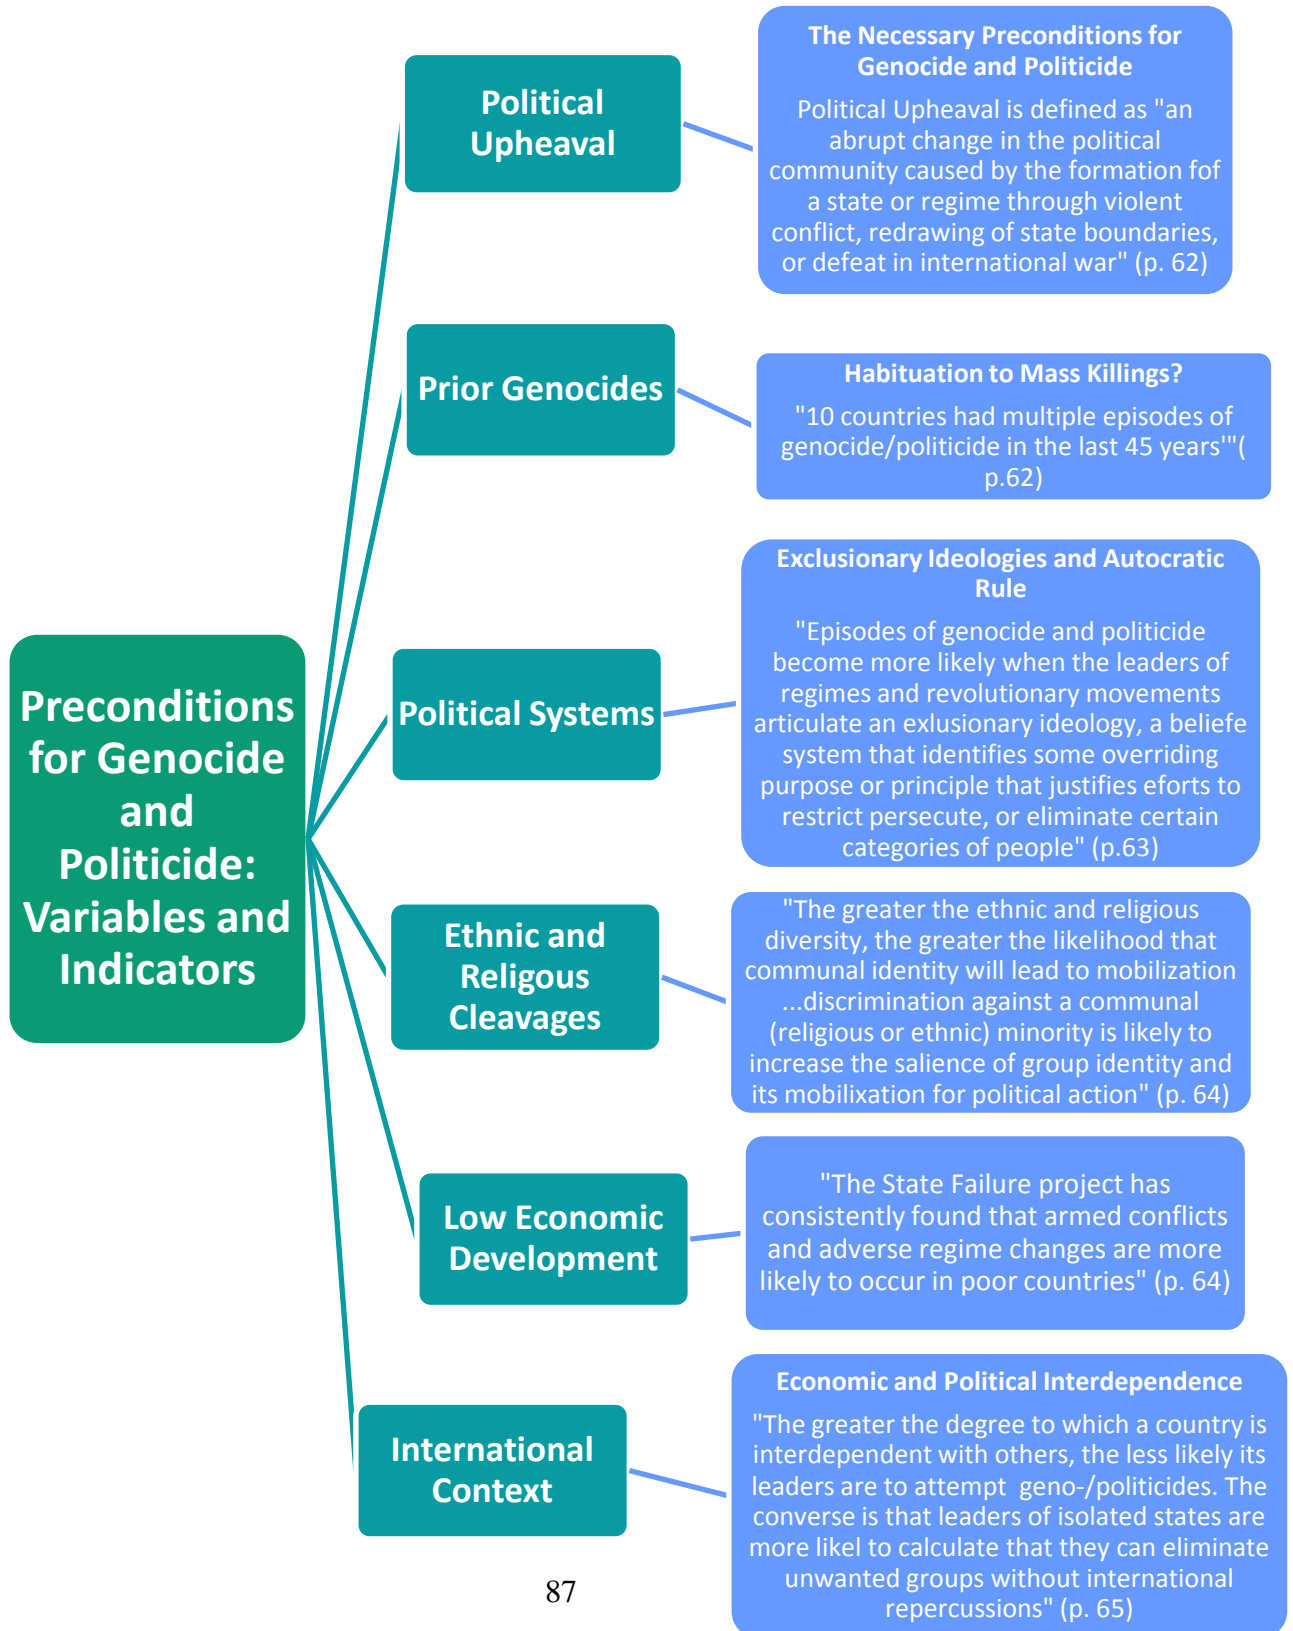 Preconditions
for Genocide
and
Politicide:
Variables and
Indicators
Political
Upheaval
The Necessary Preconditions for
Genocide and Politicide
Political Upheaval is defined as "an
abrupt change in the political
community caused by the formation fof
a state or regime through violent
conflict, redrawing of state boundaries,
or defeat in international war" (p. 62)
Prior Genocides
Habituation to Mass Killings?
"10 countries had multiple episodes of
genocide/politicide in the last 45 years'"(
p.62)
Political Systems
Exclusionary Ideologies and Autocratic
Rule
"Episodes of genocide and politicide
become more likely when the leaders of
regimes and revolutionary movements
articulate an exlusionary ideology, a beliefe
system that identifies some overriding
purpose or principle that justifies eforts to
restrict persecute, or eliminate certain
categories of people" (p.63)
Ethnic and
Religous
Cleavages
"The greater the ethnic and religious
diversity, the greater the likelihood that
communal identity will lead to mobilization
...discrimination against a communal
(religious or ethnic) minority is likely to
increase the salience of group identity and
its mobilixation for political action" (p. 64)
Low Economic
Development
"The State Failure project has
consistently found that armed conflicts
and adverse regime changes are more
likely to occur in poor countries" (p. 64)
International
Context
Economic and Political Interdependence
"The greater the degree to which a country is
interdependent with others, the less likely its
leaders are to attempt geno-/politicides. The
converse is that leaders of isolated states are
more likel to calculate that they can eliminate
unwanted groups without international
repercussions" (p. 65)
87